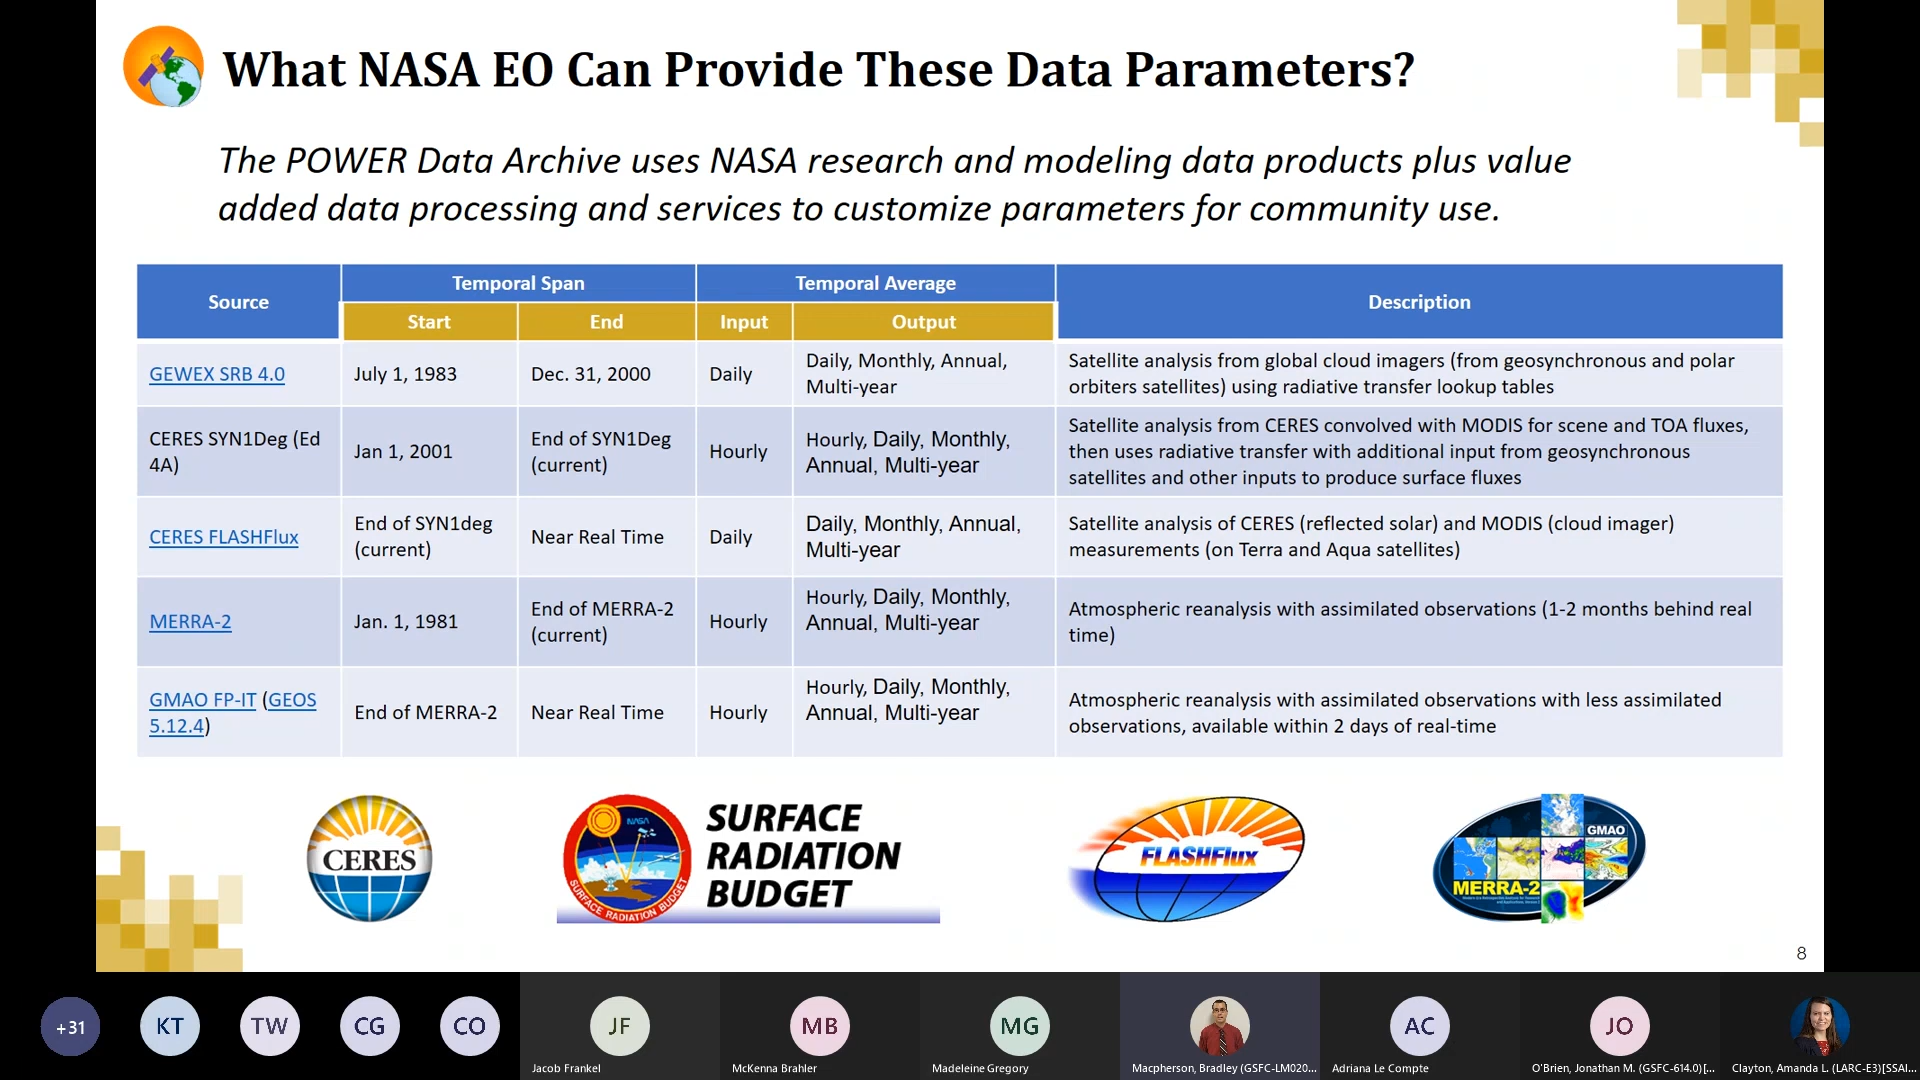 What NASA EO Can Provide These Data Parameters?
The POWER Data Archive uses NASA research and modeling data products plus value
added data processing and services to customize parameters for community use.
Source
Temporal Span
Temporal Average
Description
Start
End
Input
Output
GEWEX SRB 4.0
July 1, 1983
Dec. 31, 2000
Daily
Daily, Monthly, Annual,
Multi-year
Satellite analysis from global cloud imagers (from geosynchronous and polar
orbiters satellites) using radiative transfer lookup tables
CERES SYN1Deg (Ed
4A)
Jan 1, 2001
End of SYN1Deg
(current)
Hourly
Hourly, Daily, Monthly,
Annual, Multi-year
Satellite analysis from CERES convolved with MODIS for scene and TOA fluxes,
then uses radiative transfer with additional input from geosynchronous
satellites and other inputs to produce surface fluxes
CERES FLASHFlux
End of SYN1deg
(current)
Near Real Time
Daily
Daily, Monthly, Annual,
Multi-year
Satellite analysis of CERES (reflected solar) and MODIS (cloud imager)
measurements (on Terra and Aqua satellites)
MERRA-2
Jan. 1, 1981
End of MERRA-2
(current)
Hourly
Hourly, Daily, Monthly,
Annual, Multi-year
Atmospheric reanalysis with assimilated observations (1-2 months behind real
time)
GMAO FP-IT (GEOS
5.12.4)
End of MERRA-2
Near Real Time
Hourly
Hourly, Daily, Monthly,
Annual, Multi-year
Atmospheric reanalysis with assimilated observations with less assimilated
observations, available within 2 days of real-time
CERES
NASA
SURFACE RADIATION BUDGET
SURFACE
RADIATION
BUDGET
FLASHFlux
GMAO
MERRA-2
8
+31
KT
TW
CG
CO
JF
MB
MG
AC
JO
Jacob Frankel
McKenna Brahler
Madeleine Gregory
Macpherson, Bradley (GSFC-LM020...
Adriana Le Compte
O'Brien, Jonathan M. (GSFC-614.0)[...
Clayton, Amanda L. (LARC-E3)[SSAI...